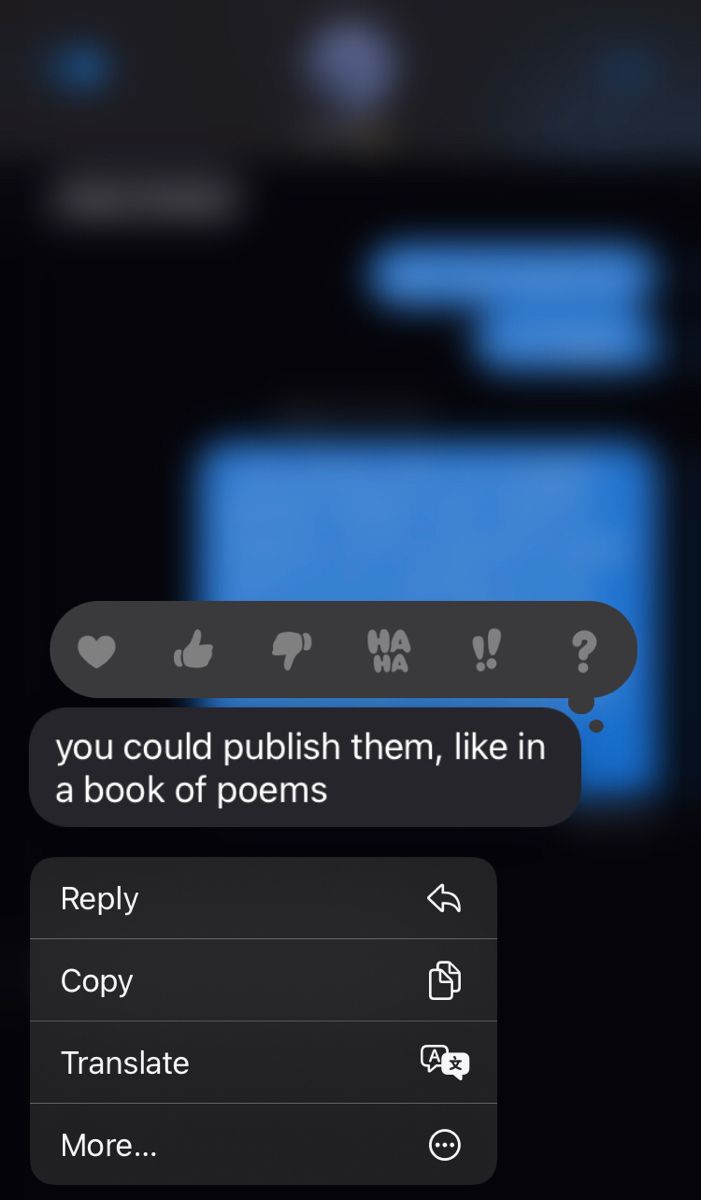 HA
HA
!!
?
you could publish them, like in
a book of poems
Reply
Copy
Translate
More...